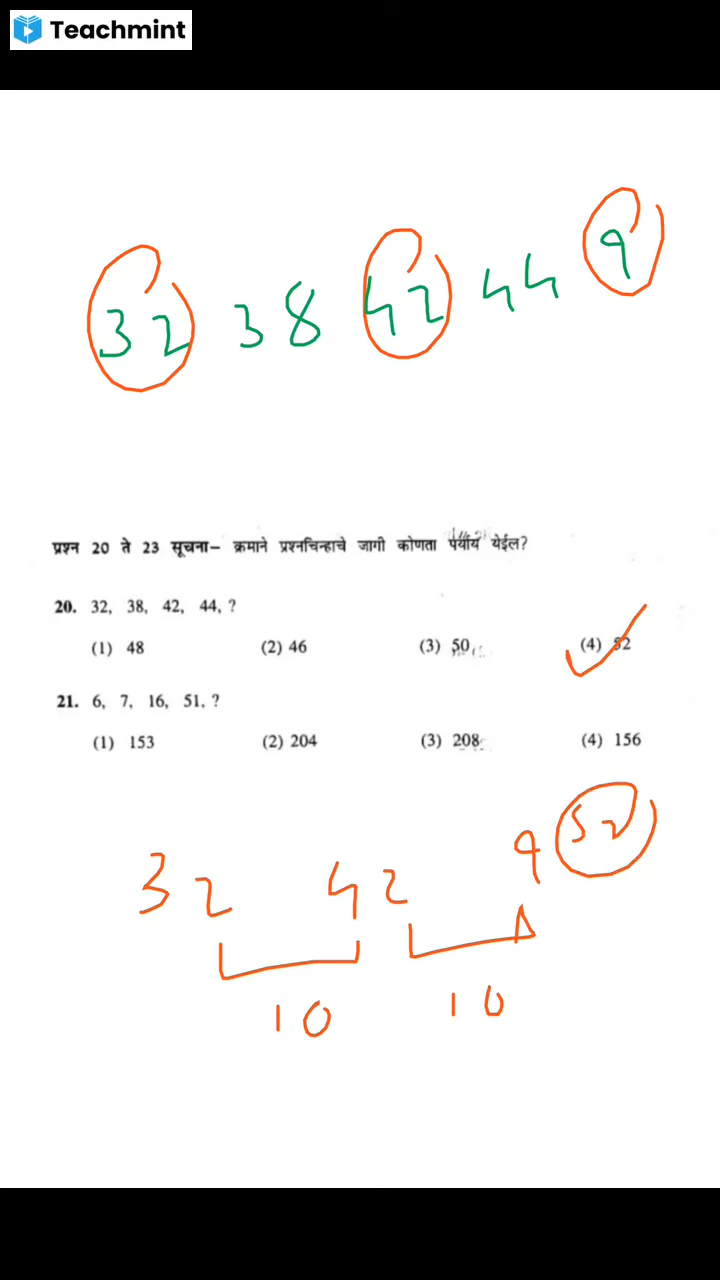 Teachmint
32 38 42 44 ?
प्रश्न 20 ते 23 सूचना– क्रमाने प्रश्नचिन्हाचे जागी कोणता पर्याय येईल?
20. 32, 38, 42, 44, ?
(1) 48 (2) 46 (3) 50 (4) 52
21. 6, 7, 16, 51, ?
(1) 153 (2) 204 (3) 208 (4) 156
32 42 ? 52
10 10